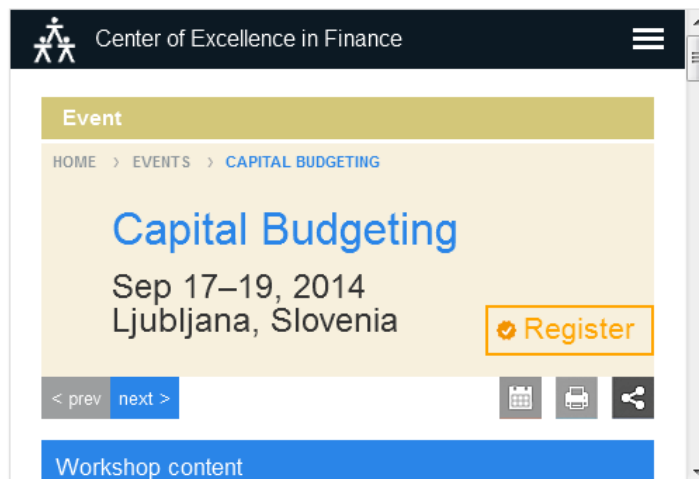 Center of Excellence in Finance
Event
HOME > EVENTS > CAPITAL BUDGETING
Capital Budgeting
Sep 17–19, 2014
Ljubljana, Slovenia
Register
< prev next >
Workshop content